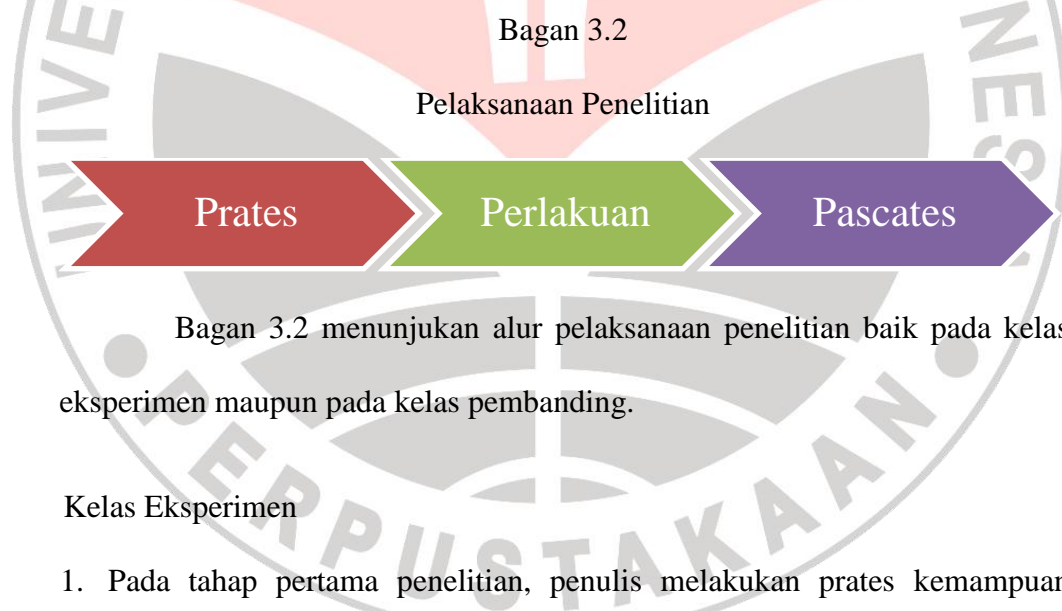 Bagan 3.2
Pelaksanaan Penelitian
Prates
Perlakuan
Pascates
Bagan 3.2 menunjukan alur pelaksanaan penelitian baik pada kelas
eksperimen maupun pada kelas pembanding.
Kelas Eksperimen
1. Pada tahap pertama penelitian, penulis melakukan prates kemampuan
PERPUSTAKAAN